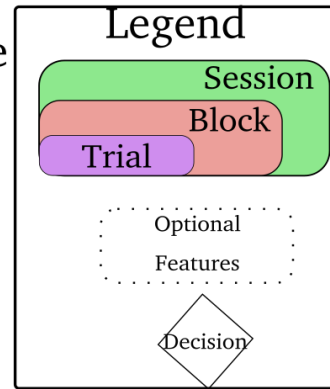 Legend
e
Session
Block
Trial
Optional
Features
Decision